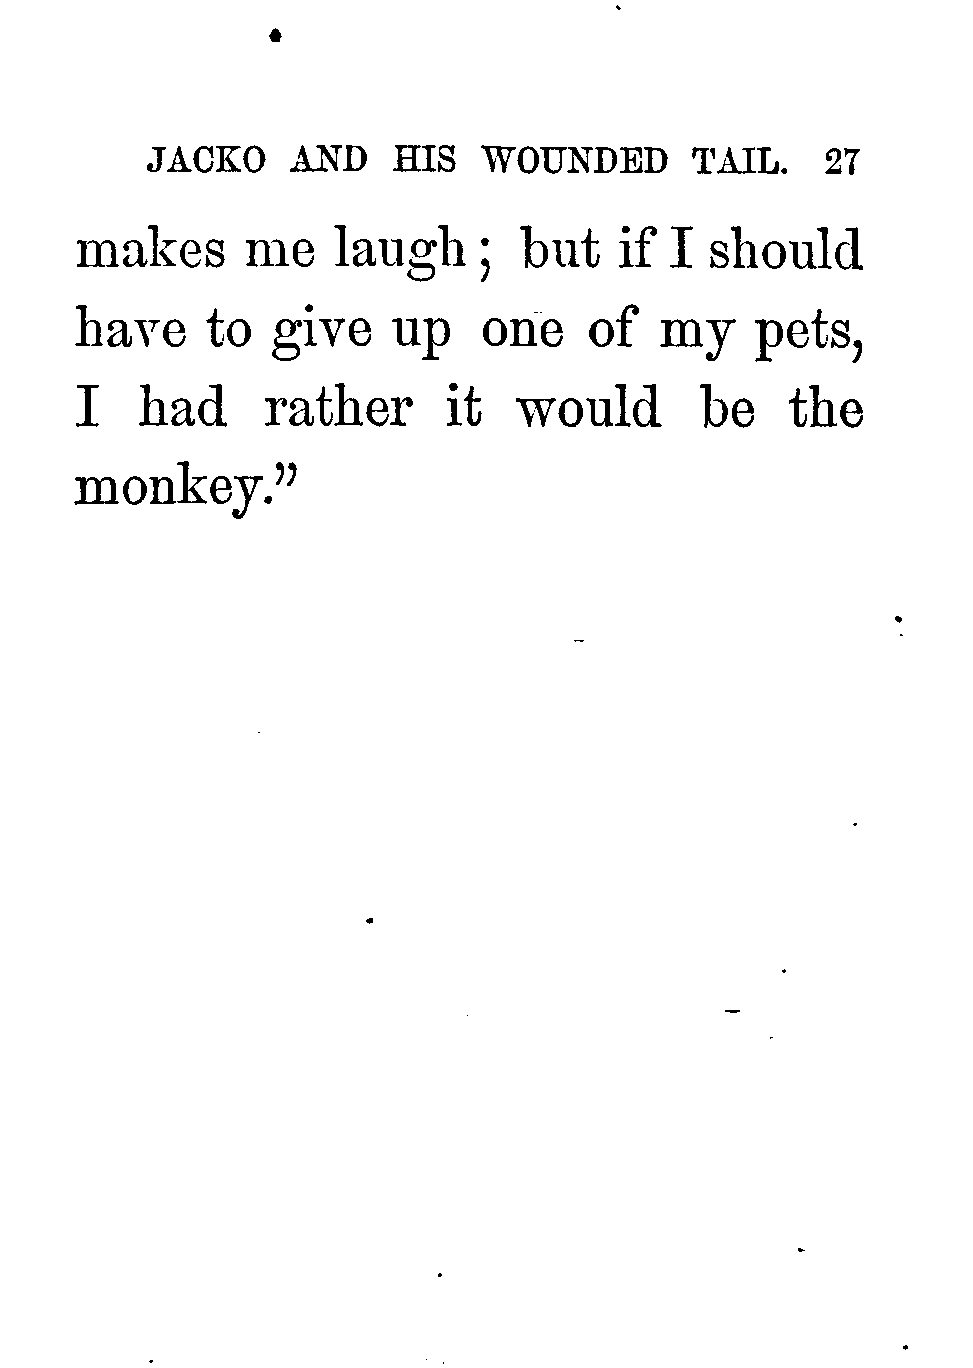 JACKO AND HIS WOUNDED TAIL. 27
makes me laugh; but if I should
have to give up one of my pets,
I had rather it would be the
monkey.”